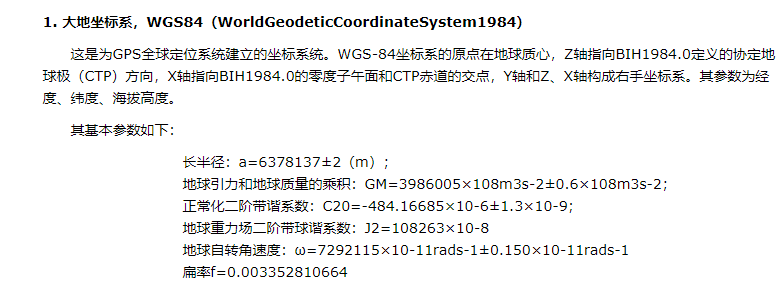 1. 大地坐标系，WGS84（WorldGeodeticCoordinateSystem1984）
这是为GPS全球定位系统建立的坐标系统。WGS-84坐标系的原点在地球质心，Z轴指向BIH1984.0定义的协定地
球极（CTP）方向，X轴指向BIH1984.0的零度子午面和CTP赤道的交点，Y轴和Z、X轴构成右手坐标系。其参数为经
度、纬度、海拔高度。
其基本参数如下：
长半径：a=6378137±2（m）；
地球引力和地球质量的乘积：GM=3986005×108m3s-2±0.6×108m3s-2；
正常化二阶带谐系数：C20=-484.16685×10-6±1.3×10-9；
地球重力场二阶带球谐系数：J2=108263×10-8
地球自转角速度：ω=7292115×10-11rads-1±0.150×10-11rads-1
扁率f=0.003352810664